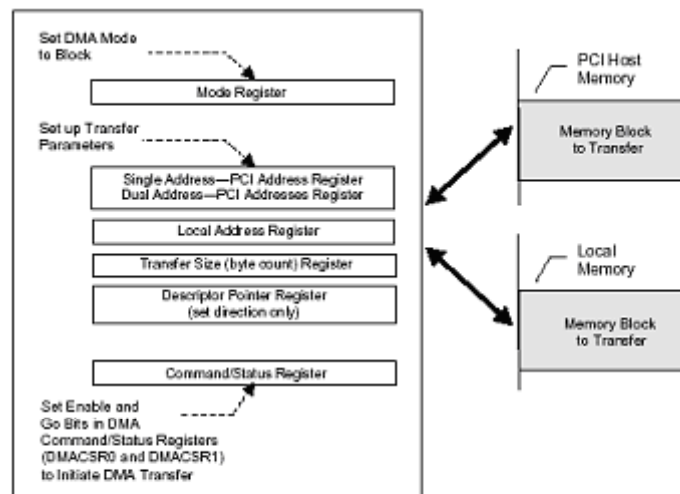 Set DMA Mode
to Block
Mode Register
Set up Transfer
Parameters
Single Address—PCI Address Register
Dual Address—PCI Addresses Register
Local Address Register
Transfer Size (byte count) Register
Descriptor Pointer Register
(set direction only)
Command/Status Register
Set Enable and
Go Bits in DMA
Command/Status Registers
(DMACSR0 and DMACSR1)
to Initiate DMA Transfer
PCI Host
Memory
Memory Block
to Transfer
Local
Memory
Memory Block
to Transfer